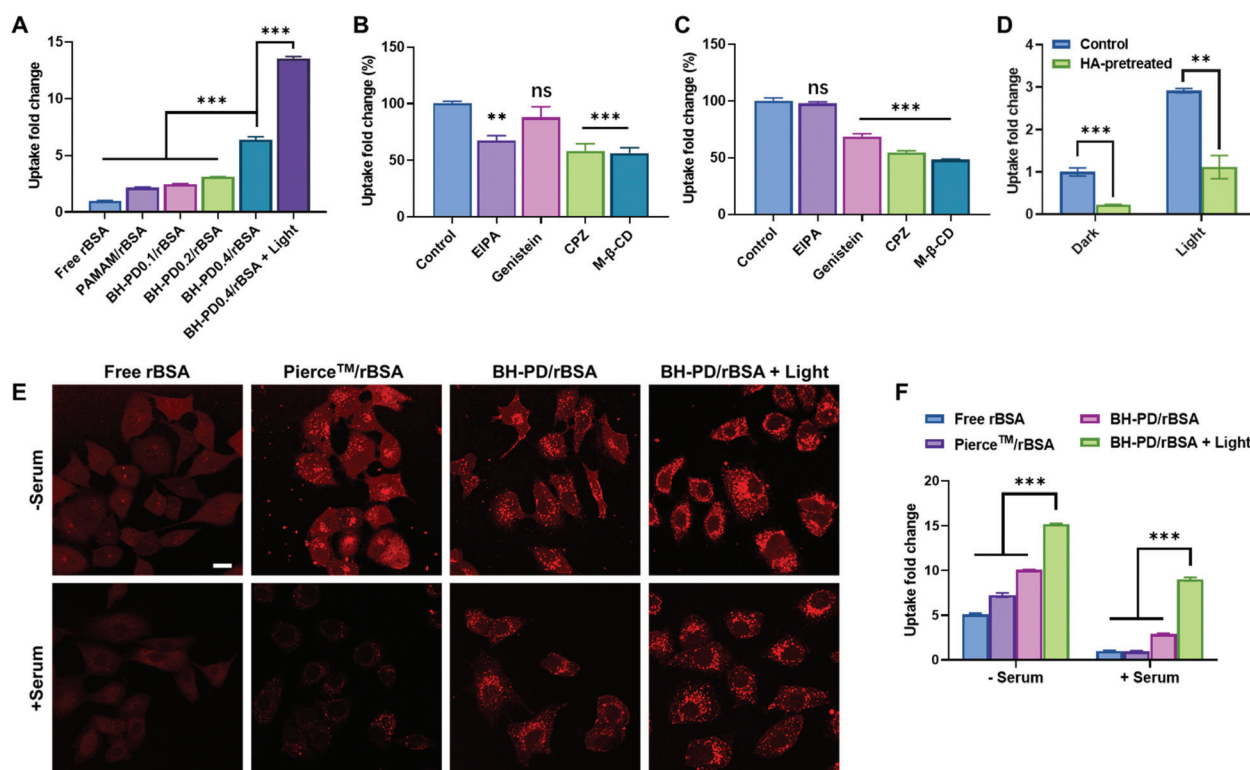 A
Uptake fold change
15
10
5
0
***
***
Free rBSA
PAMAM/rBSA
BH-PD0.1/rBSA
BH-PD0.2/rBSA
BH-PD0.4/rBSA
BH-PD0.4/rBSA + Light
B
Uptake fold change (%)
150
100
50
0
**
ns
***
Control
EIPA
Genistein
CPZ
M-β-CD
C
Uptake fold change (%)
150
100
50
0
ns
***
Control
EIPA
Genistein
CPZ
M-β-CD
D
Control
HA-pretreated
Uptake fold change
4
3
2
1
0
***
**
Dark
Light
E
Free rBSA
Pierce™/rBSA
BH-PD/rBSA
BH-PD/rBSA + Light
-Serum
+Serum
F
Free rBSA
BH-PD/rBSA
Pierce™/rBSA
BH-PD/rBSA + Light
Uptake fold change
20
15
10
5
0
***
***
- Serum
+ Serum